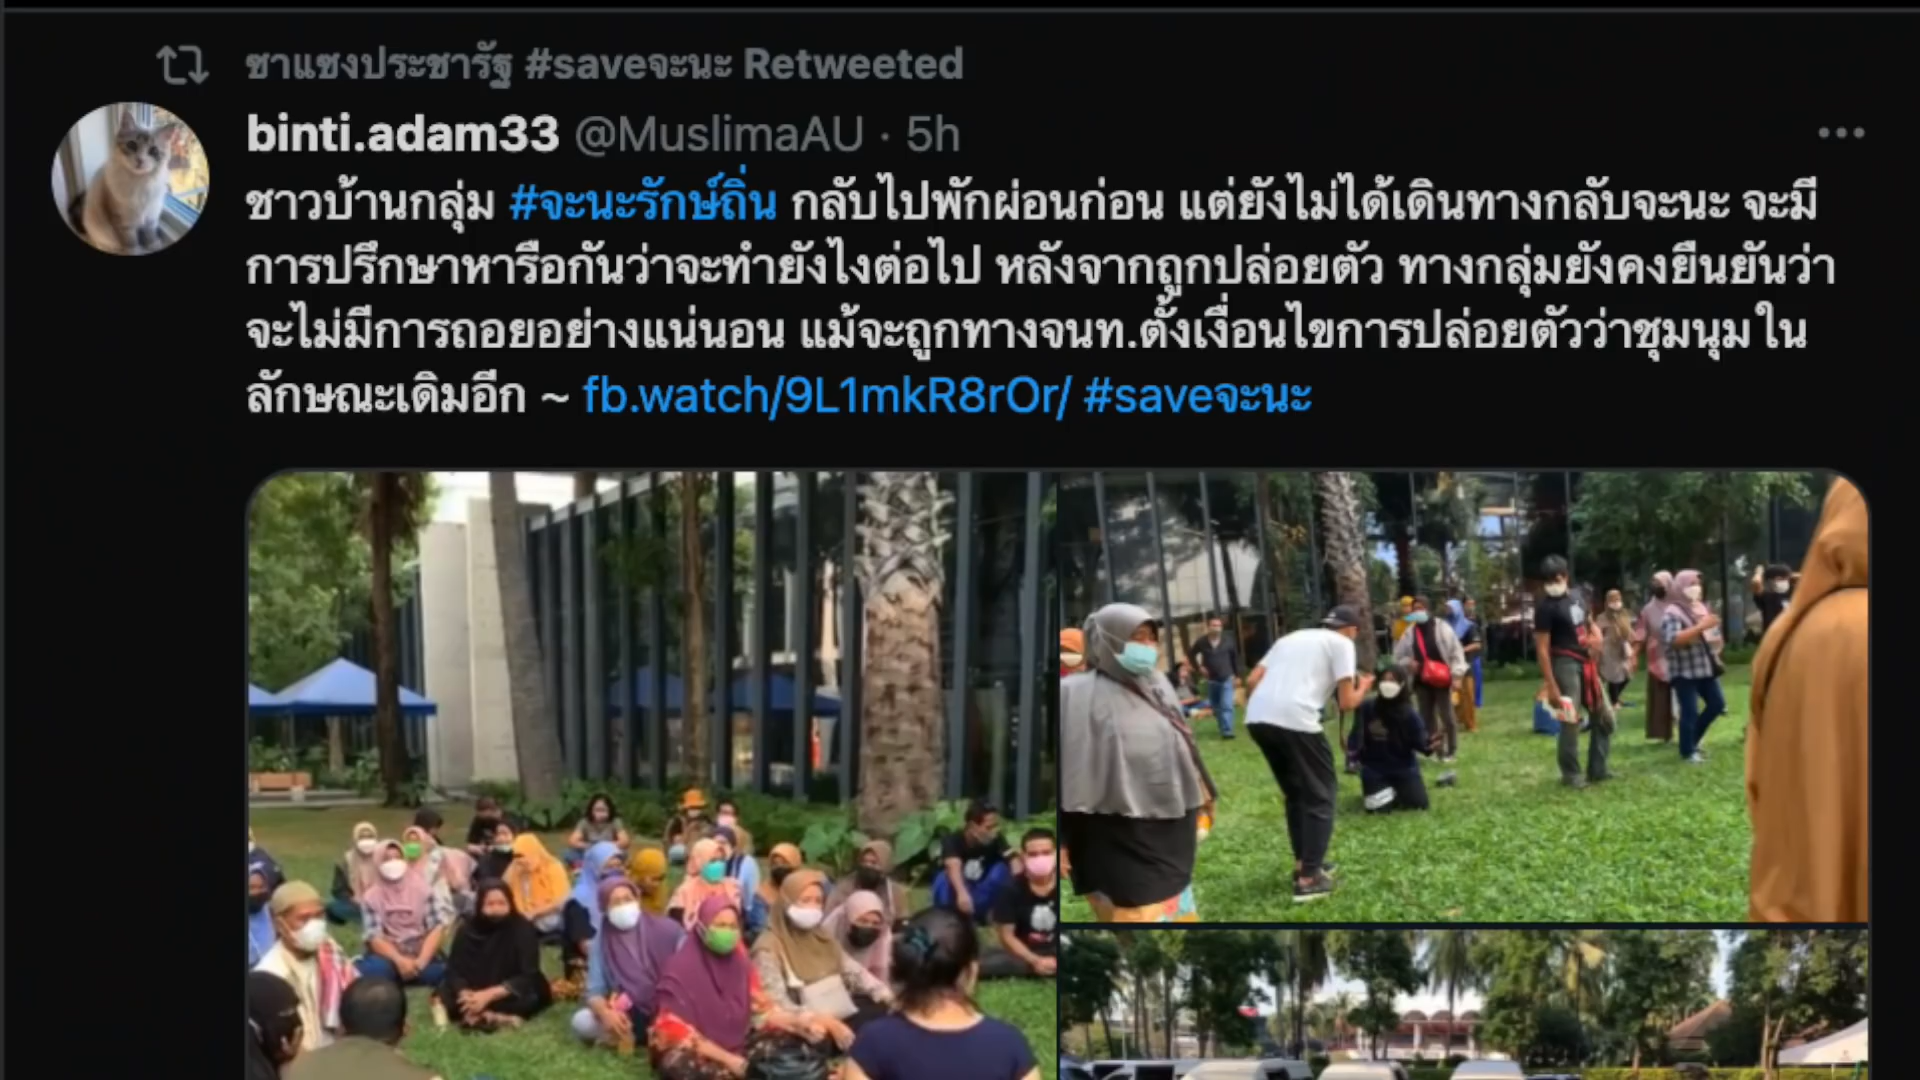 ชาแซงประชารัฐ #saveจะนะ Retweeted
binti.adam33 @MuslimaAU · 5h
ชาวบ้านกลุ่ม #จะนะรักษ์ถิ่น กลับไปพักผ่อนก่อน แต่ยังไม่ได้เดินทางกลับจะนะ จะมี
การปรึกษาหารือกันว่าจะทำยังไงต่อไป หลังจากถูกปล่อยตัว ทางกลุ่มยังคงยืนยันว่า
จะไม่มีการถอยอย่างแน่นอน แม้จะถูกทางจนท.ตั้งเงื่อนไขการปล่อยตัวว่าชุมนุมใน
ลักษณะเดิมอีก ~ fb.watch/9L1mkR8rOr/ #saveจะนะ